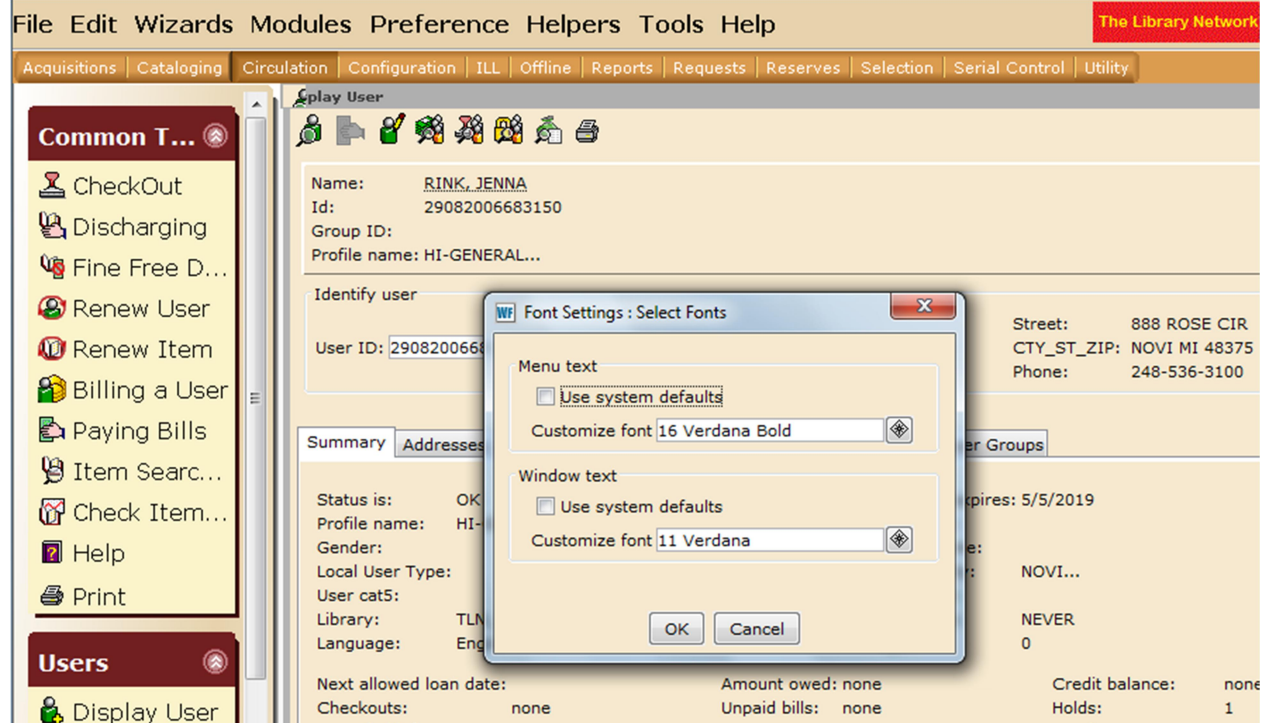 File Edit Wizards Modules Preference Helpers Tools Help
The Library Network
Acquisitions Cataloging Circulation Configuration ILL Offline Reports Requests Reserves Selection Serial Control Utility
play User
Common T...
CheckOut
Discharging
Fine Free D...
Renew User
Renew Item
Billing a User
Paying Bills
Item Searc...
Check Item...
Help
Print
Users
Display User
Name: RINK, JENNA
Id: 29082006683150
Group ID:
Profile name: HI-GENERAL...
Identify user
User ID: 290820066
Street: 888 ROSE CIR
CTY_ST_ZIP: NOVI MI 48375
Phone: 248-536-3100
Summary Addresses er Groups
Status is: OK pires: 5/5/2019
Profile name: HI-
Gender: e:
Local User Type: : NOVI...
User cat5:
Library: TLN NEVER
Language: Eng 0
Next allowed loan date: Amount owed: none Credit balance: none
Checkouts: none Unpaid bills: none Holds: 1
WF Font Settings : Select Fonts
Menu text
Use system defaults
Customize font 16 Verdana Bold
Window text
Use system defaults
Customize font 11 Verdana
OK Cancel